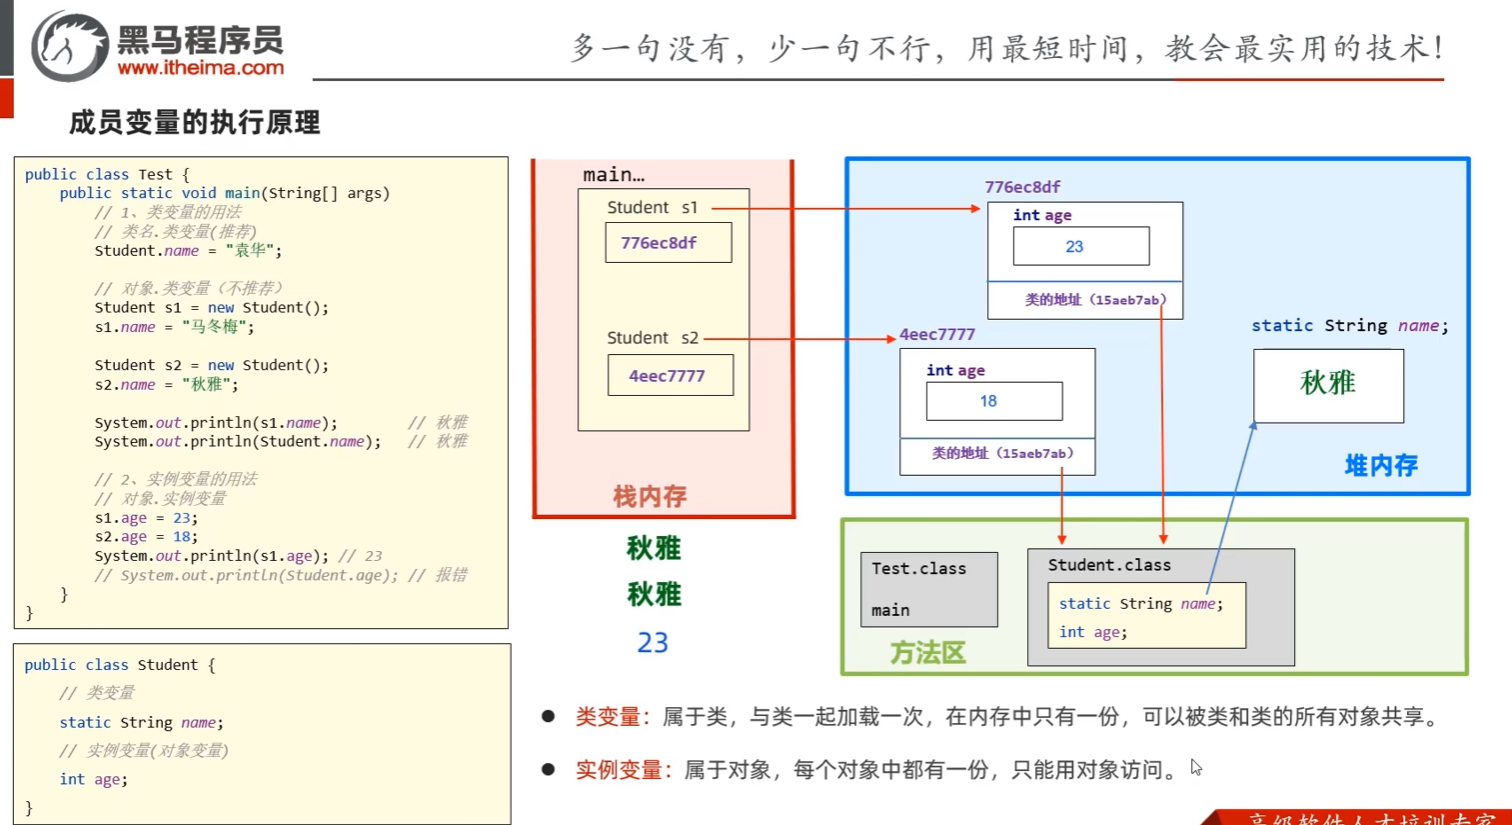 黑马程序员
www.itheima.com
多一句没有，少一句不行，用最短时间，教会最实用的技术！
成员变量的执行原理
public class Test {
public static void main(String[] args)
// 1、类变量的用法
// 类名.类变量(推荐)
Student.name = "袁华";
// 对象.类变量（不推荐）
Student s1 = new Student();
s1.name = "马冬梅";
Student s2 = new Student();
s2.name = "秋雅";
System.out.println(s1.name); // 秋雅
System.out.println(Student.name); // 秋雅
// 2、实例变量的用法
// 对象.实例变量
s1.age = 23;
s2.age = 18;
System.out.println(s1.age); // 23
// System.out.println(Student.age); // 报错
}
}
public class Student {
// 类变量
static String name;
// 实例变量(对象变量)
int age;
}
main…
Student s1
776ec8df
Student s2
4eec7777
栈内存
秋雅
秋雅
23
776ec8df
int age
23
类的地址（15aeb7ab）
4eec7777
int age
18
类的地址（15aeb7ab）
static String name;
秋雅
堆内存
Test.class
main
方法区
Student.class
static String name;
int age;
● 类变量：属于类，与类一起加载一次，在内存中只有一份，可以被类和类的所有对象共享。
● 实例变量：属于对象，每个对象中都有一份，只能用对象访问。
高级软件人才培训专家